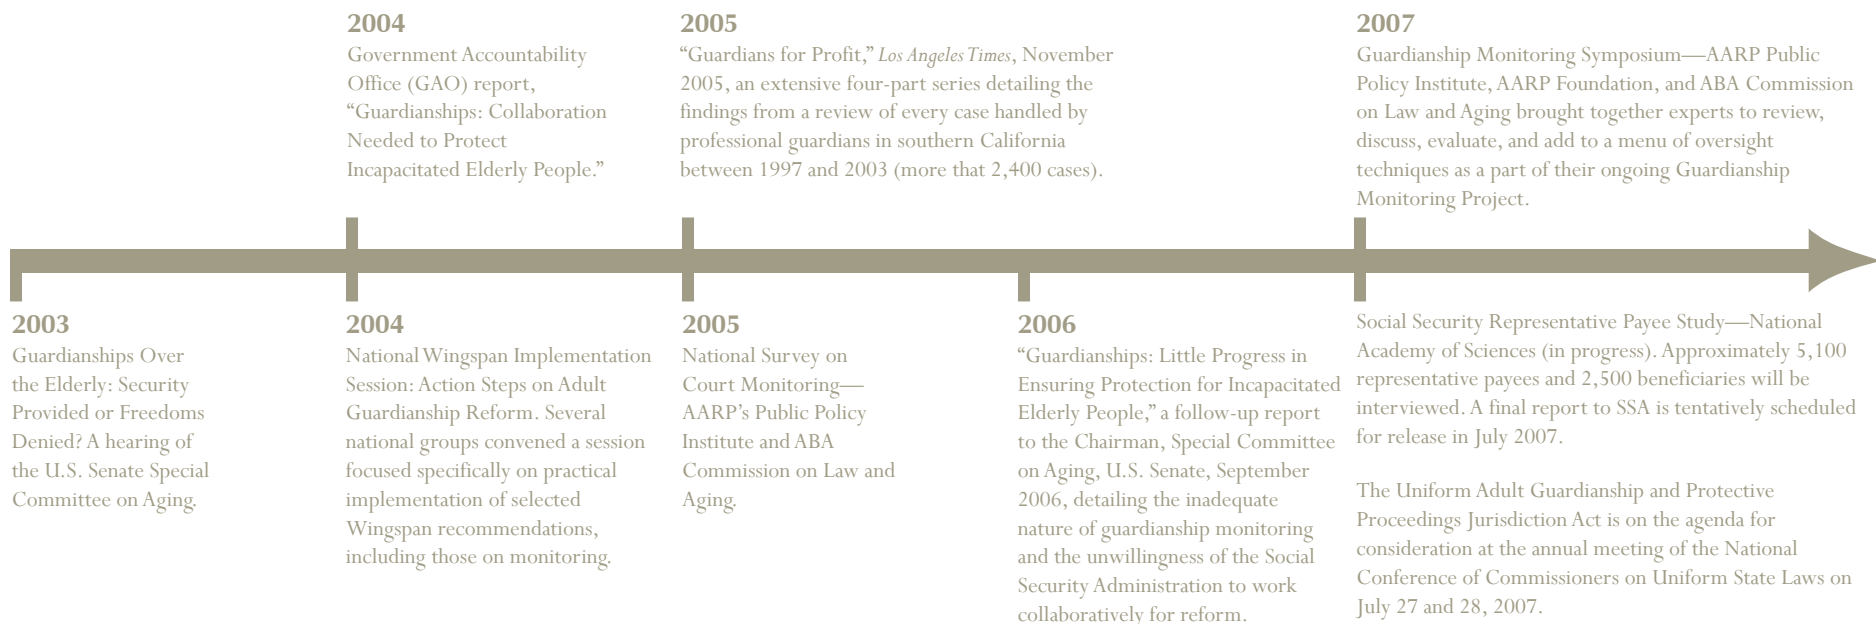 2004
Government Accountability
Office (GAO) report,
“Guardianships: Collaboration
Needed to Protect
Incapacitated Elderly People.”
2005
“Guardians for Profit,” Los Angeles Times, November
2005, an extensive four-part series detailing the
findings from a review of every case handled by
professional guardians in southern California
between 1997 and 2003 (more that 2,400 cases).
2007
Guardianship Monitoring Symposium—AARP Public
Policy Institute, AARP Foundation, and ABA Commission
on Law and Aging brought together experts to review,
discuss, evaluate, and add to a menu of oversight
techniques as a part of their ongoing Guardianship
Monitoring Project.
2003
Guardianships Over
the Elderly: Security
Provided or Freedoms
Denied? A hearing of
the U.S. Senate Special
Committee on Aging.
2004
National Wingspan Implementation
Session: Action Steps on Adult
Guardianship Reform. Several
national groups convened a session
focused specifically on practical
implementation of selected
Wingspan recommendations,
including those on monitoring.
2005
National Survey on
Court Monitoring—
AARP’s Public Policy
Institute and ABA
Commission on Law and
Aging.
2006
“Guardianships: Little Progress in
Ensuring Protection for Incapacitated
Elderly People,” a follow-up report
to the Chairman, Special Committee
on Aging, U.S. Senate, September
2006, detailing the inadequate
nature of guardianship monitoring
and the unwillingness of the Social
Security Administration to work
collaboratively for reform.
Social Security Representative Payee Study—National
Academy of Sciences (in progress). Approximately 5,100
representative payees and 2,500 beneficiaries will be
interviewed. A final report to SSA is tentatively scheduled
for release in July 2007.
The Uniform Adult Guardianship and Protective
Proceedings Jurisdiction Act is on the agenda for
consideration at the annual meeting of the National
Conference of Commissioners on Uniform State Laws on
July 27 and 28, 2007.